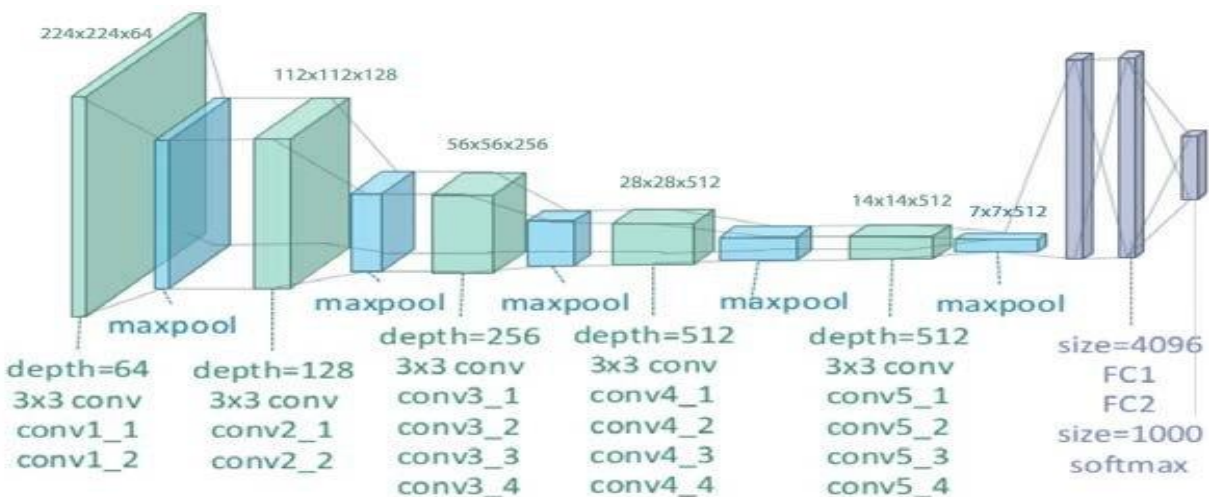 224x224x64
112x112x128
56x56x256
28x28x512
14x14x512
7x7x512
maxpool
maxpool
maxpool
maxpool
maxpool
depth=64
3x3 conv
conv1_1
conv1_2
depth=128
3x3 conv
conv2_1
conv2_2
depth=256
3x3 conv
conv3_1
conv3_2
conv3_3
conv3_4
depth=512
3x3 conv
conv4_1
conv4_2
conv4_3
conv4_4
depth=512
3x3 conv
conv5_1
conv5_2
conv5_3
conv5_4
size=4096
FC1
FC2
size=1000
softmax